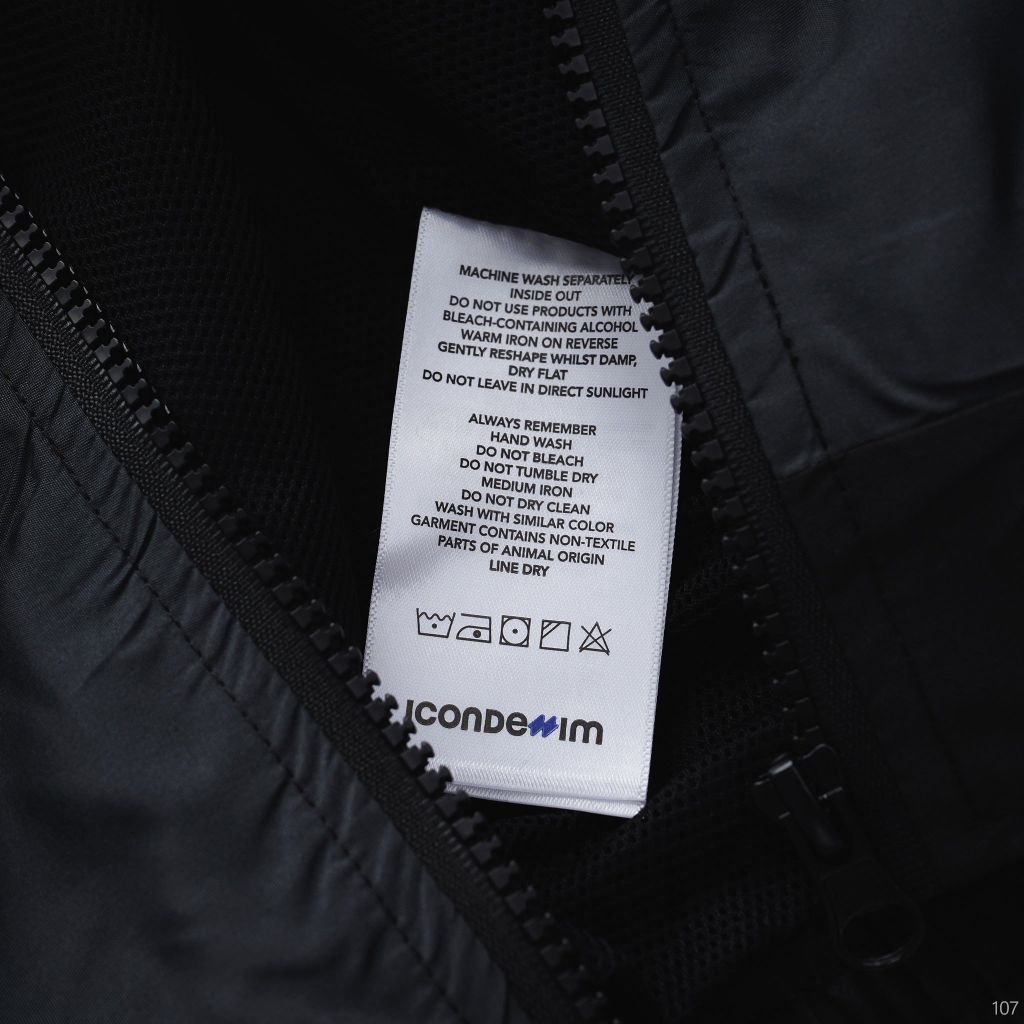 MACHINE WASH SEPARATELY
INSIDE OUT
DO NOT USE PRODUCTS WITH
BLEACH-CONTAINING ALCOHOL
WARM IRON ON REVERSE
GENTLY RESHAPE WHILST DAMP,
DRY FLAT
DO NOT LEAVE IN DIRECT SUNLIGHT
ALWAYS REMEMBER
HAND WASH
DO NOT BLEACH
DO NOT TUMBLE DRY
MEDIUM IRON
DO NOT DRY CLEAN
WASH WITH SIMILAR COLOR
GARMENT CONTAINS NON-TEXTILE
PARTS OF ANIMAL ORIGIN
LINE DRY
ICONDENIM
107